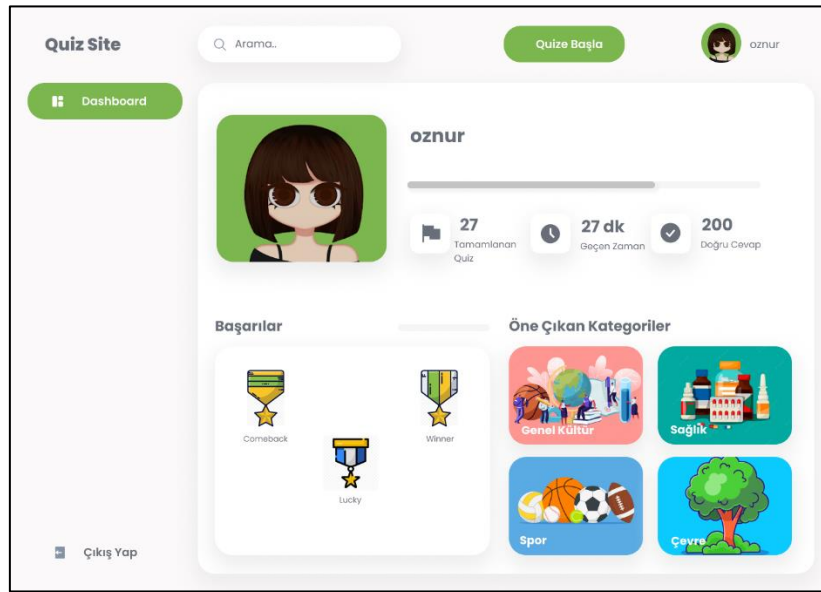 Quiz Site
Arama..
Quize Başla
oznur
Dashboard
oznur
27
Tamamlanan
Quiz
27 dk
Geçen Zaman
200
Doğru Cevap
Başarılar
Öne Çıkan Kategoriler
Comeback
Winner
Lucky
Genel Kültür
Sağlık
Spor
Çevre
Çıkış Yap